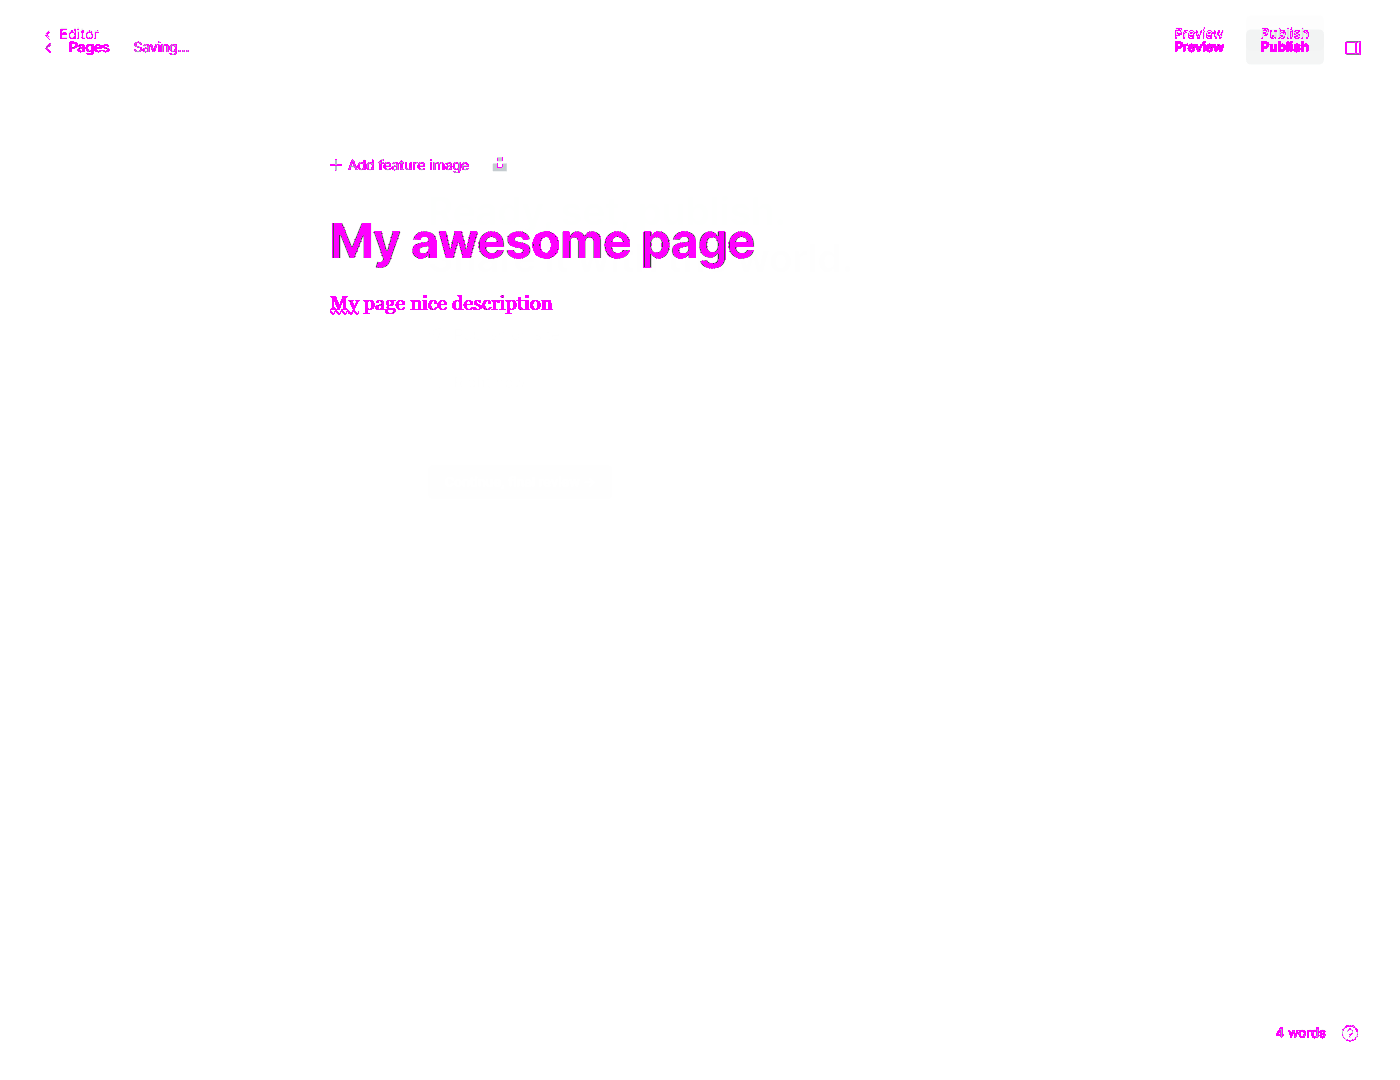 Editor
Pages Saving....
Preview Publish
Preview Publish
Add feature image
My awesome page
My page nice description
4 words